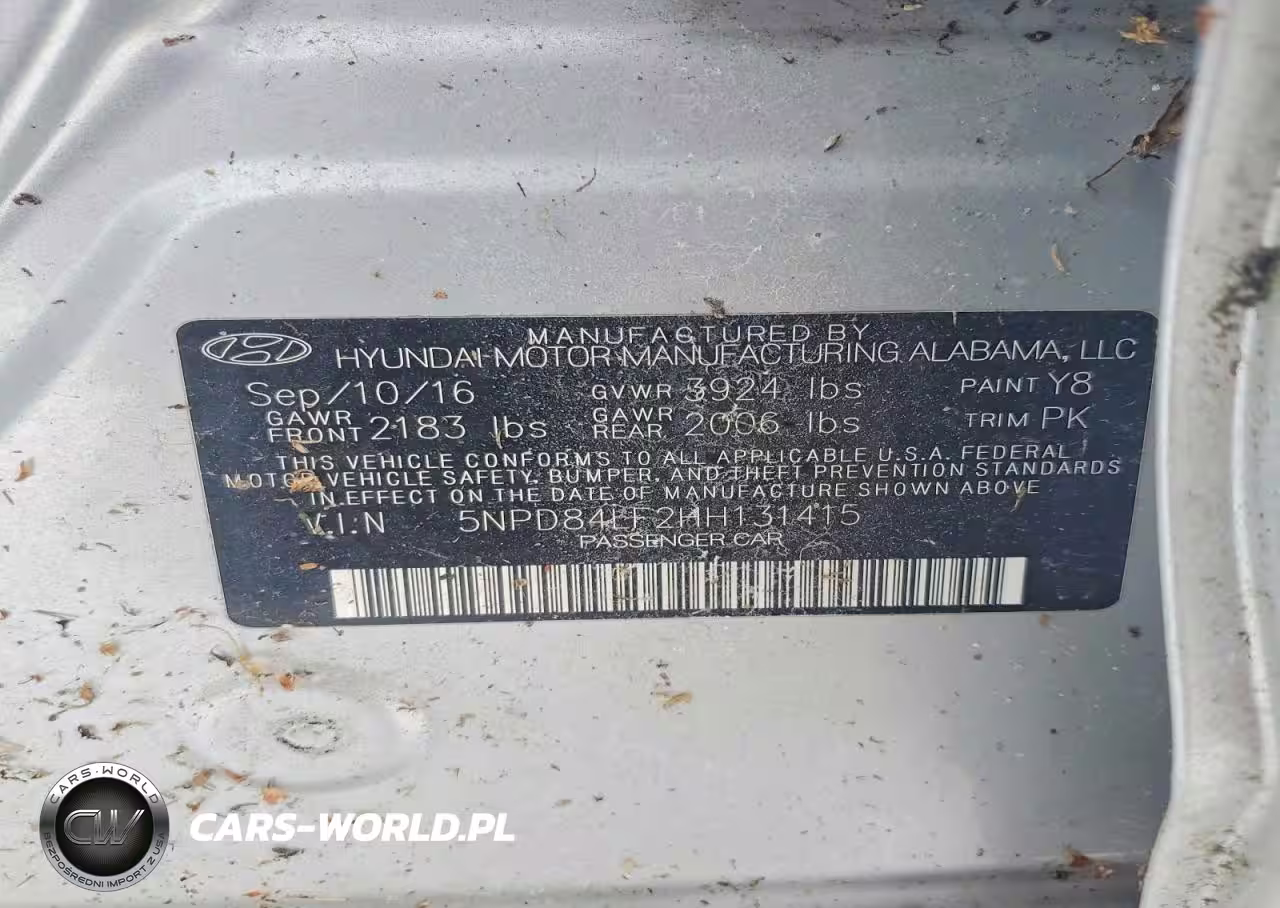 MANUFACTURED BY
HYUNDAI MOTOR MANUFACTURING ALABAMA, LLC
Sep/10/16 GVWR 3924 lbs PAINT Y8
GAWR FRONT 2183 lbs GAWR REAR 2006 lbs TRIM PK
THIS VEHICLE CONFORMS TO ALL APPLICABLE U.S.A. FEDERAL
MOTOR VEHICLE SAFETY, BUMPER, AND THEFT PREVENTION STANDARDS
IN EFFECT ON THE DATE OF MANUFACTURE SHOWN ABOVE
V.I.N 5NPD84LF2HH131415
PASSENGER CAR
CARS-WORLD
CW
BEZPOŚREDNI IMPORT Z USA
CARS-WORLD.PL